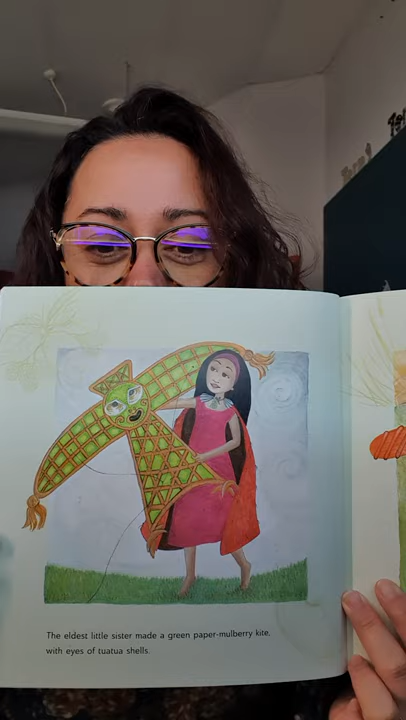 The eldest little sister made a green paper-mulberry kite,
with eyes of tuatua shells.